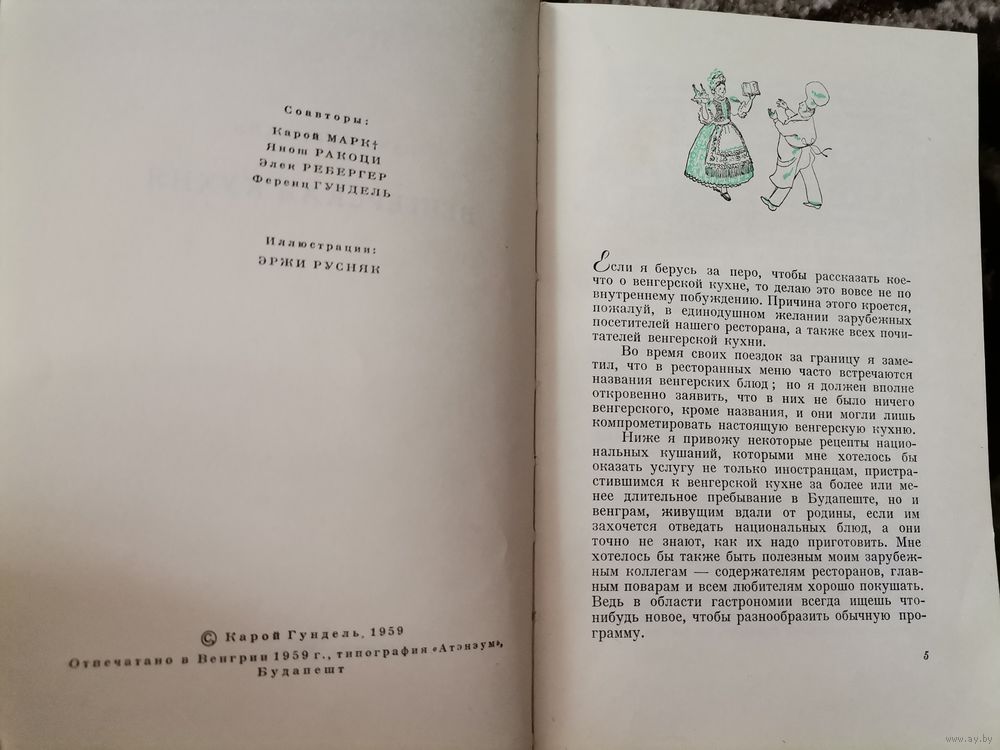 Соавторы:
Карой МАРК†
Янош РАКОЦИ
Элек РЕБЕРГЕР
Ференц ГУНДЕЛЬ
Иллюстрации:
ЭРЖИ РУСНЯК
© Карой Гундель, 1959
Отпечатано в Венгрии 1959 г., типография «Атэнэум»,
Будапешт
Если я берусь за перо, чтобы рассказать кое-
что о венгерской кухне, то делаю это вовсе не по
внутреннему побуждению. Причина этого кроется,
пожалуй, в единодушном желании зарубежных
посетителей нашего ресторана, а также всех почи-
тателей венгерской кухни.
Во время своих поездок за границу я заме-
тил, что в ресторанных меню часто встречаются
названия венгерских блюд; но я должен вполне
откровенно заявить, что в них не было ничего
венгерского, кроме названия, и они могли лишь
компрометировать настоящую венгерскую кухню.
Ниже я привожу некоторые рецепты нацио-
нальных кушаний, которыми мне хотелось бы
оказать услугу не только иностранцам, пристра-
стившимся к венгерской кухне за более или ме-
нее длительное пребывание в Будапеште, но и
венграм, живущим вдали от родины, если им
захочется отведать национальных блюд, а они
точно не знают, как их надо приготовить. Мне
хотелось бы также быть полезным моим зарубеж-
ным коллегам — содержателям ресторанов, глав-
ным поварам и всем любителям хорошо покушать.
Ведь в области гастрономии всегда ищешь что-
нибудь новое, чтобы разнообразить обычную про-
грамму.
5
www.ay.by